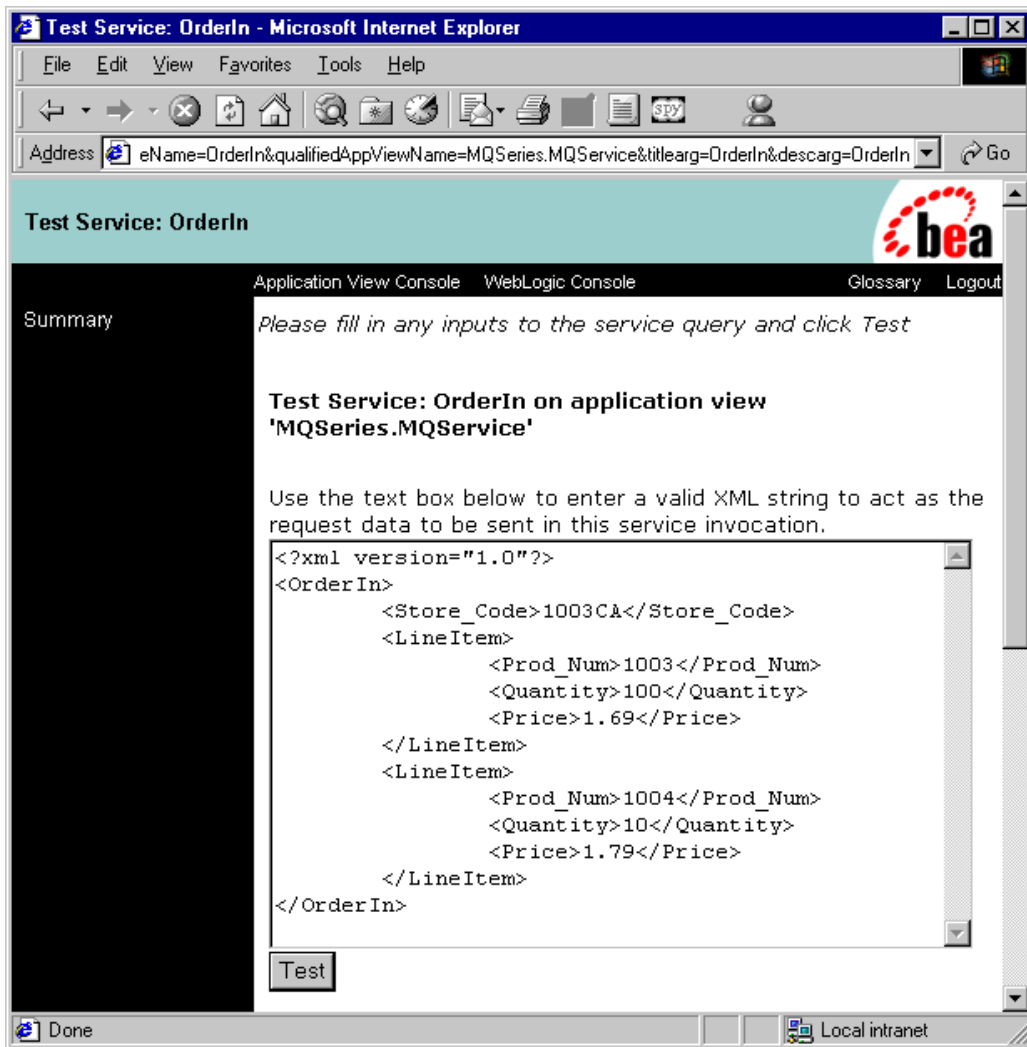 Test Service: OrderIn - Microsoft Internet Explorer
File Edit View Favorites Tools Help
spy
Address eName=OrderIn&qualifiedAppViewName=MQSeries.MQService&titlearg=OrderIn&descarg=OrderIn Go
Test Service: OrderIn
bea
Application View Console WebLogic Console Glossary Logout
Summary
Please fill in any inputs to the service query and click Test
Test Service: OrderIn on application view
'MQSeries.MQService'
Use the text box below to enter a valid XML string to act as the
request data to be sent in this service invocation.
<?xml version="1.0"?>
<OrderIn>
<Store_Code>1003CA</Store_Code>
<LineItem>
<Prod_Num>1003</Prod_Num>
<Quantity>100</Quantity>
<Price>1.69</Price>
</LineItem>
<LineItem>
<Prod_Num>1004</Prod_Num>
<Quantity>10</Quantity>
<Price>1.79</Price>
</LineItem>
</OrderIn>
Test
Done Local intranet